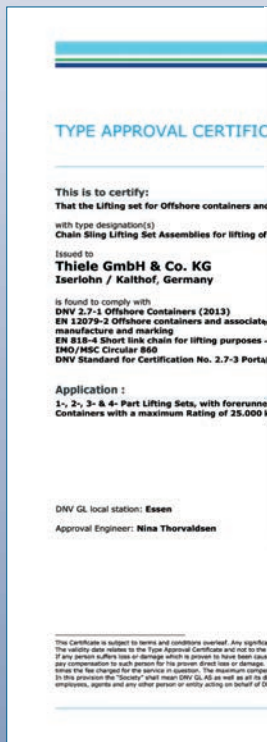 TYPE APPROVAL CERTIFIC
This is to certify:
That the Lifting set for Offshore containers and
with type designation(s)
Chain Sling Lifting Set Assemblies for lifting of
Issued to
Thiele GmbH & Co. KG
Iserlohn / Kalthof, Germany
is found to comply with
DNV 2.7-1 Offshore Containers (2013)
EN 12079-2 Offshore containers and associate
manufacture and marking
EN 818-4 Short link chain for lifting purposes -
IMO/MSC Circular 860
DNV Standard for Certification No. 2.7-3 Porta
Application :
1-, 2-, 3- & 4- Part Lifting Sets, with forerunne
Containers with a maximum Rating of 25.000
DNV GL local station: Essen
Approval Engineer: Nina Thorvaldsen
This Certificate is subject to terms and conditions overleaf. Any significa
The validity date relates to the Type Approval Certificate and not to the
If any person suffers loss or damage which is proven to have been caus
pay compensation to such person for his proven direct loss or damage.
times the fee charged for the service in question. The maximum compe
In this provision the "Society" shall mean DNV GL AS as well as all its di
employees, agents and any other person or entity acting on behalf of D